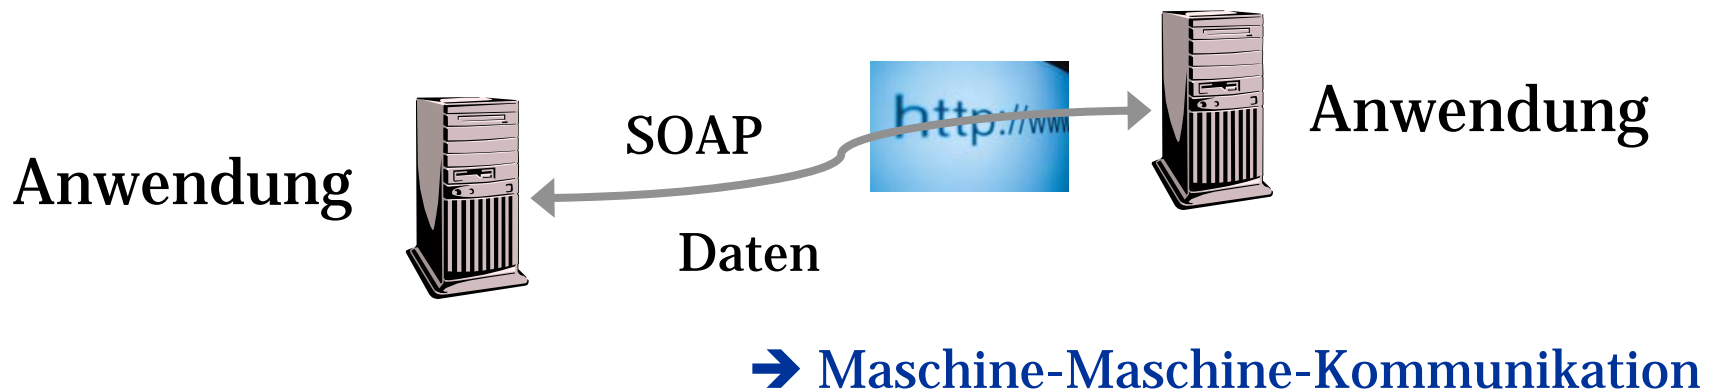 Anwendung
SOAP
Daten
http://www
Anwendung
➔ Maschine-Maschine-Kommunikation